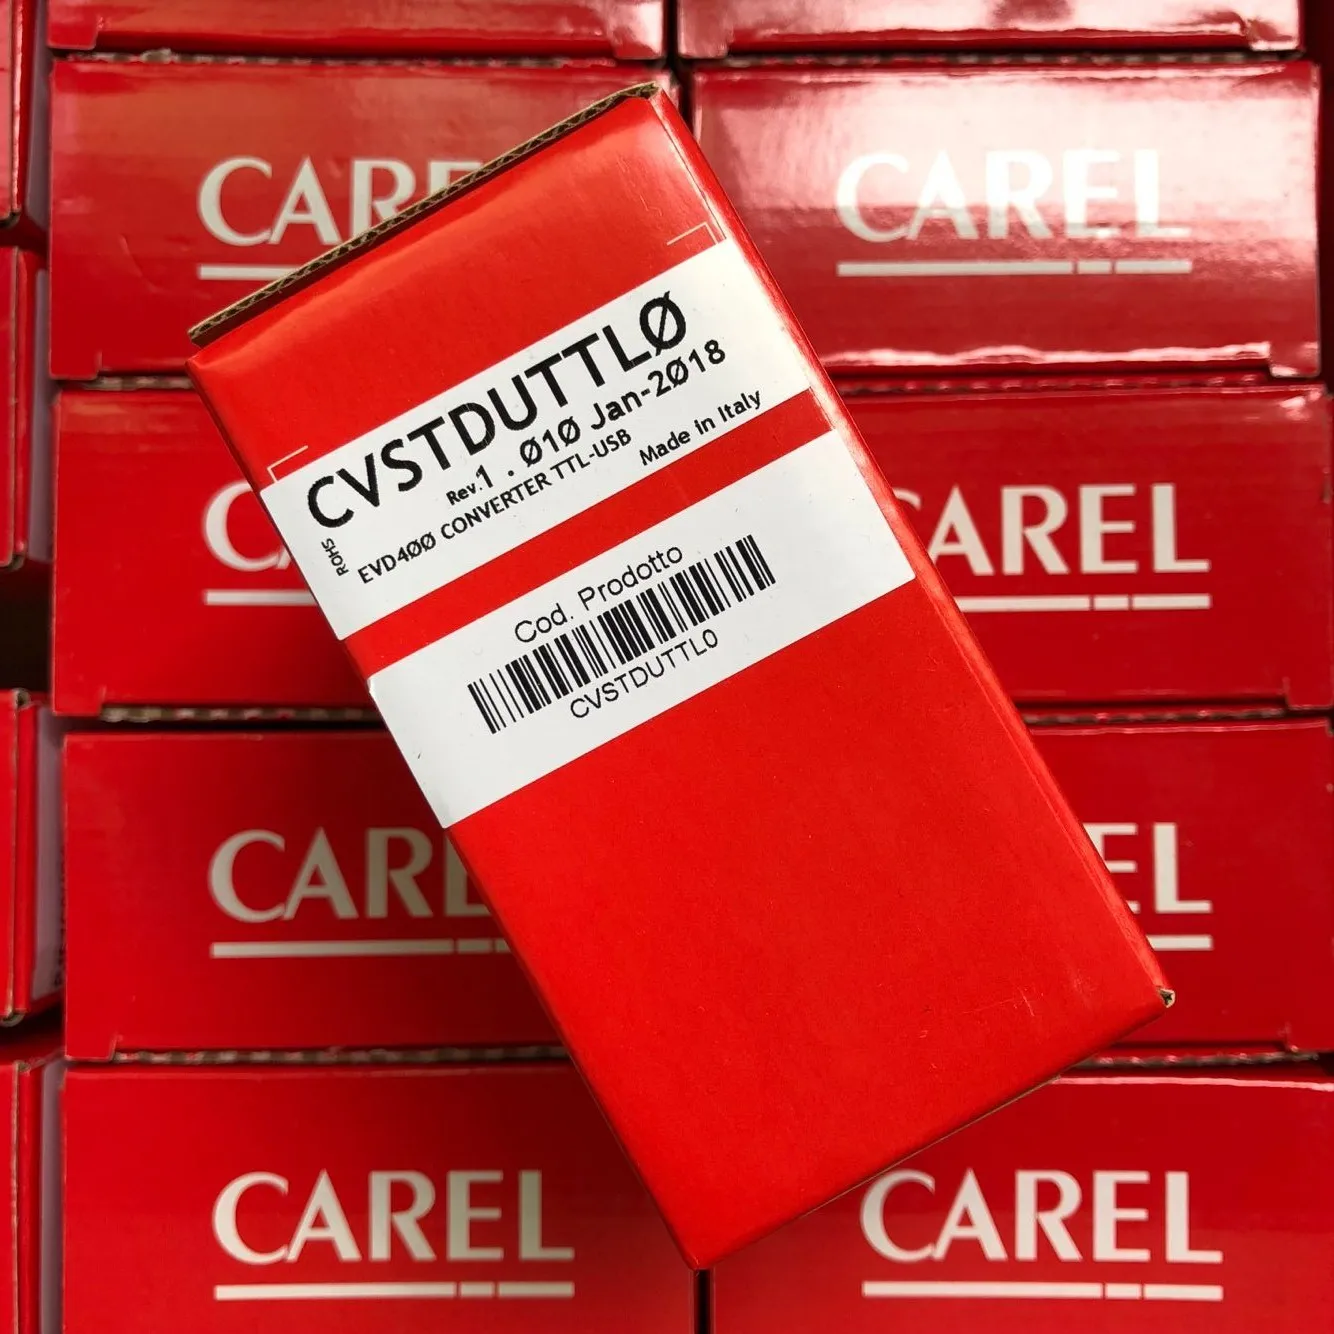 CAREL
CAREL
CVSTDUTTLØ
Rev.1 . Ø1Ø Jan-2Ø18
ROHS
EVD4ØØ CONVERTER TTL-USB
Made in Italy
Cod. Prodotto
CVSTDUTTL0
C
CAREL
CAREL
EL
CAREL
CAREL